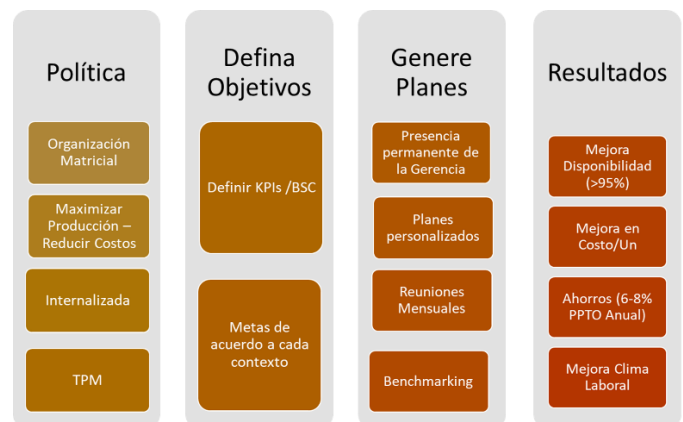 Política
Organización
Matricial
Maximizar
Producción –
Reducir Costos
Internalizada
TPM
Defina
Objetivos
Definir KPIs /BSC
Metas de
acuerdo a cada
contexto
Genere
Planes
Presencia
permanente de
la Gerencia
Planes
personalizados
Reuniones
Mensuales
Benchmarking
Resultados
Mejora
Disponibilidad
(>95%)
Mejora en
Costo/Un
Ahorros (6-8%
PPTO Anual)
Mejora Clima
Laboral